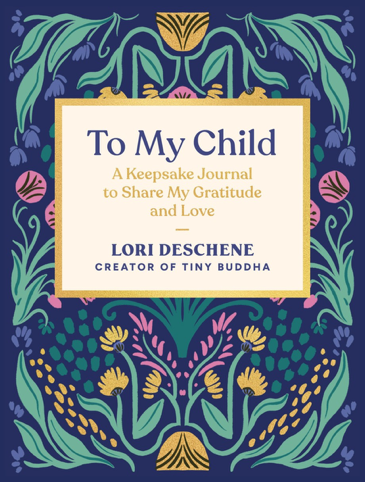 To My Child
A Keepsake Journal
to Share My Gratitude
and Love
LORI DESCHENE
CREATOR OF TINY BUDDHA